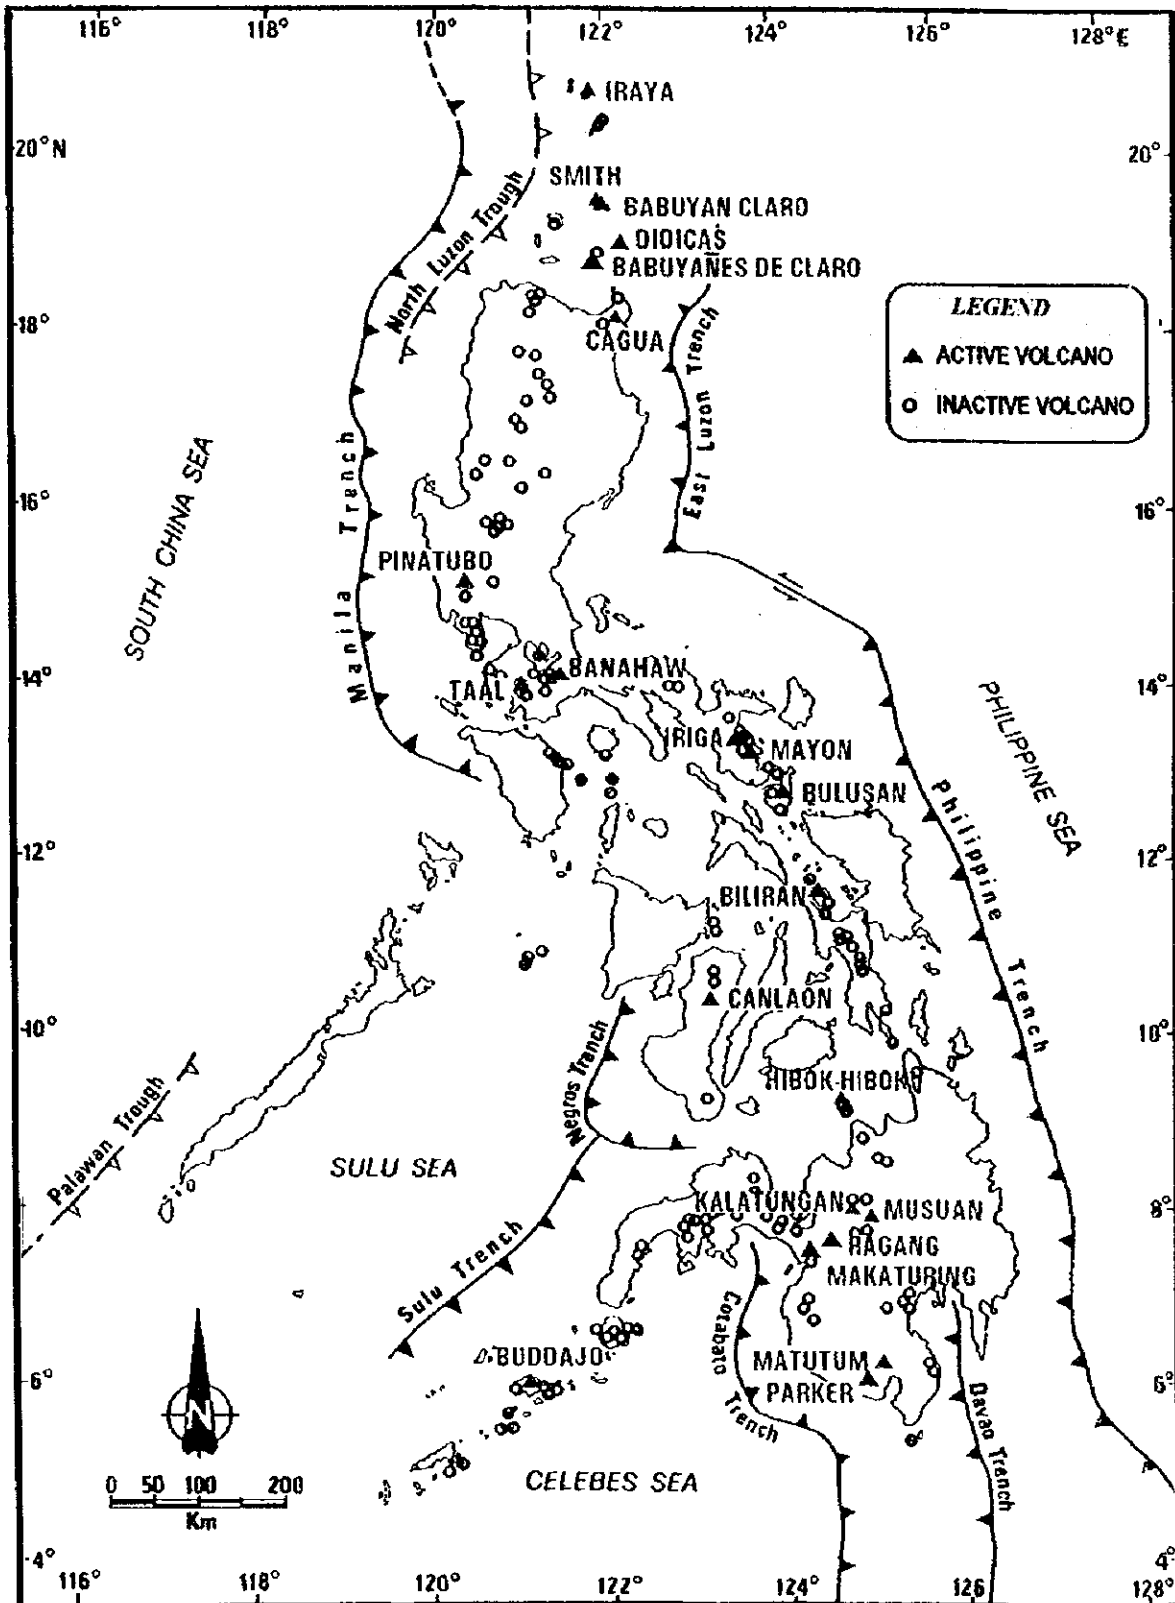 116°
118°
120°
122°
124°
126°
128°E
IRAYA
20°N
20°
SMITH
BABUYAN CLARO
DIDICAS
BABUYAÑES DE CLARO
North Luzon Trough
18°
18°
CAGUA
East Luzon Trench
LEGEND
ACTIVE VOLCANO
INACTIVE VOLCANO
SOUTH CHINA SEA
Manila Trench
16°
16°
PINATUBO
14°
14°
BANAHAW
TAAL
PHILIPPINE SEA
IRIGA
MAYON
BULUSAN
Philippine Trench
12°
12°
BILIRAN
CANLAON
10°
10°
Negros Tranch
HIBOK-HIBOK
Palawan Trough
SULU SEA
KALATUNGAN
MUSUAN
8°
RAGANG
MAKATURING
Sulu Trench
Cotabato Trench
BUDDAJO
MATUTUM
PARKER
6°
6°
Davao Trench
N
0 50 100 200
Km
CELEBES SEA
4°
4°
116°
118°
120°
122°
124°
126
128°